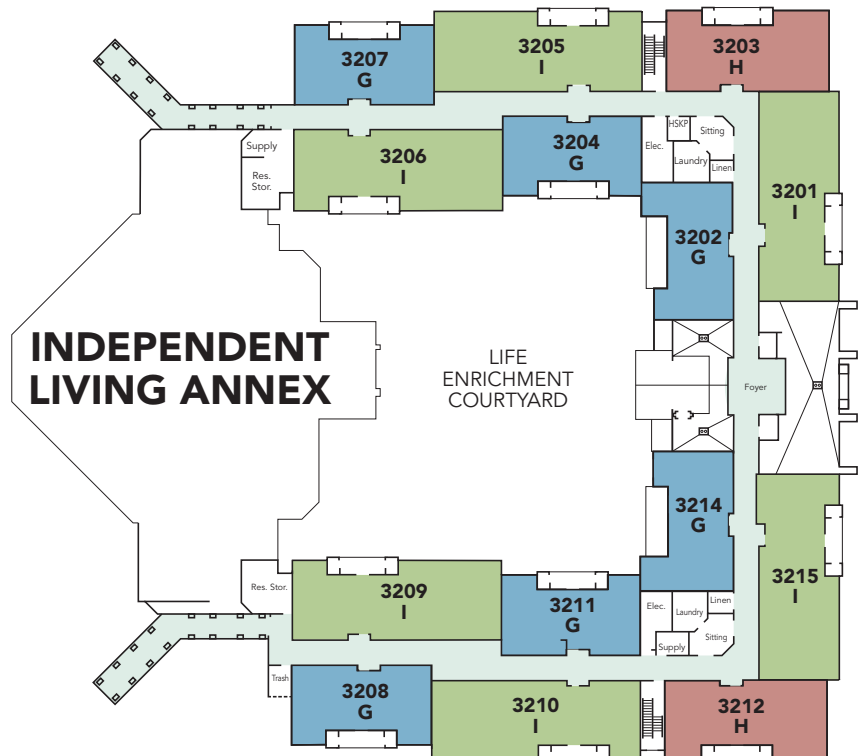 3207
G
3205
I
3203
H
HSKP
Sitting
Elec.
Laundry
Linen
Supply
Res.
Stor.
3206
I
3204
G
3201
I
3202
G
INDEPENDENT
LIVING ANNEX
LIFE
ENRICHMENT
COURTYARD
Foyer
3214
G
3215
I
Res. Stor.
3209
I
3211
G
Elec.
Laundry
Linen
Sitting
Supply
Trash
3208
G
3210
I
3212
H